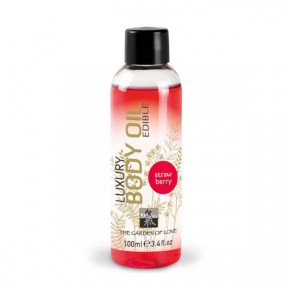 LUXURY
BODY OIL
EDIBLE
straw
berry
THE GARDEN OF LOVE
100ml e 3.4fl.oz